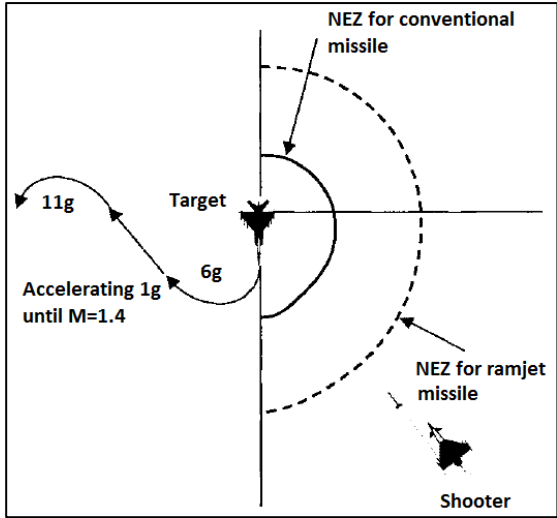 NEZ for conventional
missile
Target
11g
6g
Accelerating 1g
until M=1.4
NEZ for ramjet
missile
Shooter